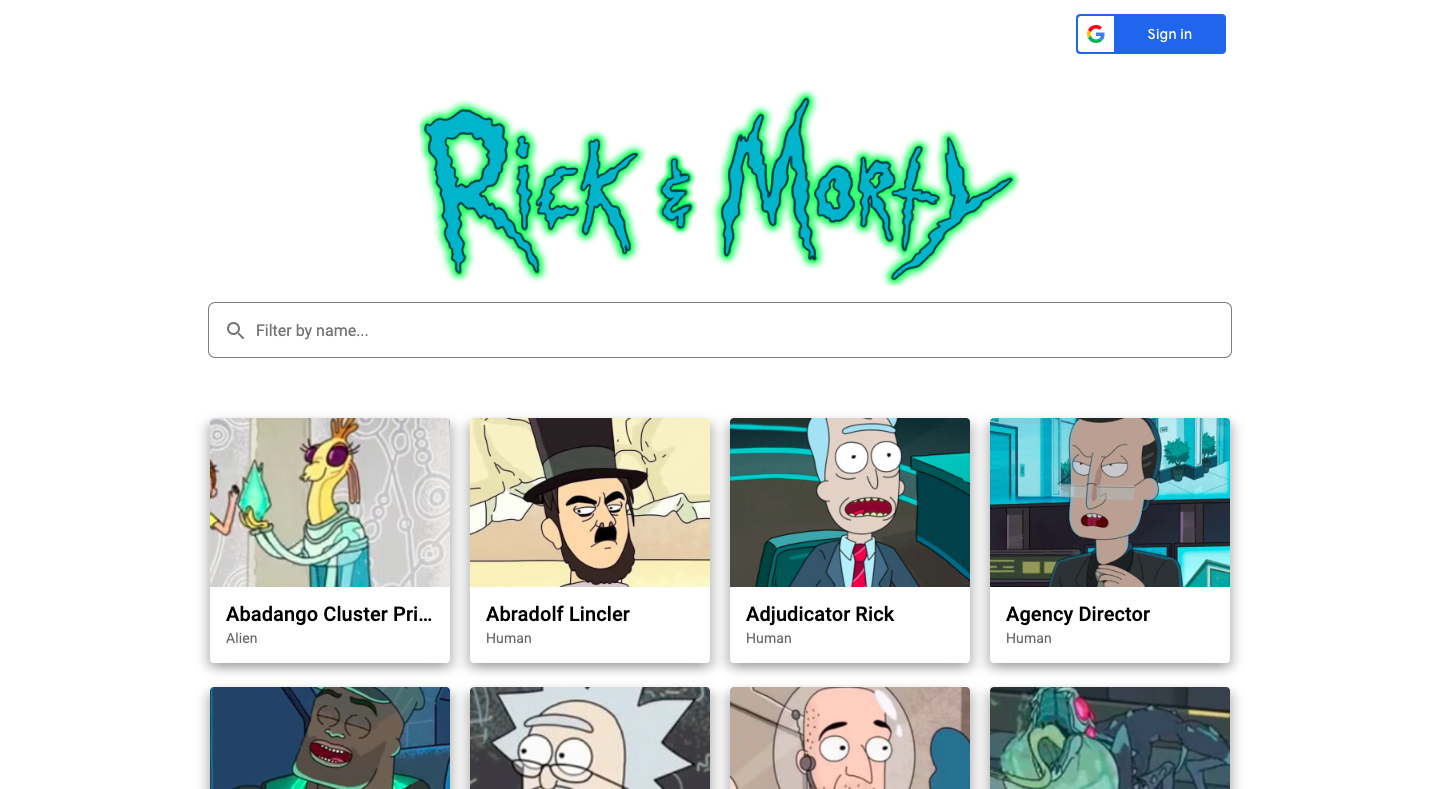 Sign in
Rick & Morty
Filter by name...
Abadango Cluster Pri...
Alien
Abradolf Lincler
Human
Adjudicator Rick
Human
Agency Director
Human